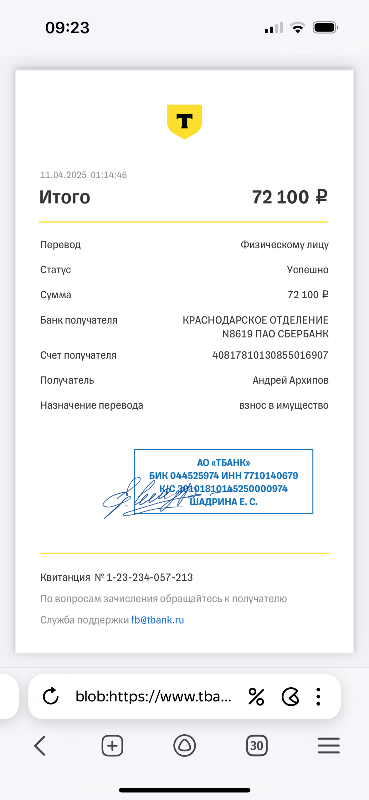 09:23
T
11.04.2025 01:14:46
Итого 72 100 ₽
Перевод Физическому лицу
Статус Успешно
Сумма 72 100 ₽
Банк получателя КРАСНОДАРСКОЕ ОТДЕЛЕНИЕ
N8619 ПАО СБЕРБАНК
Счет получателя 40817810130855016907
Получатель Андрей Архипов
Назначение перевода взнос в имущество
АО «ТБАНК»
БИК 044525974 ИНН 7710140679
К/С 30101810145250000974
ШАДРИНА Е. С.
Квитанция № 1-23-234-057-213
По вопросам зачисления обращайтесь к получателю
Служба поддержки fb@tbank.ru
blob:https://www.tba...
30